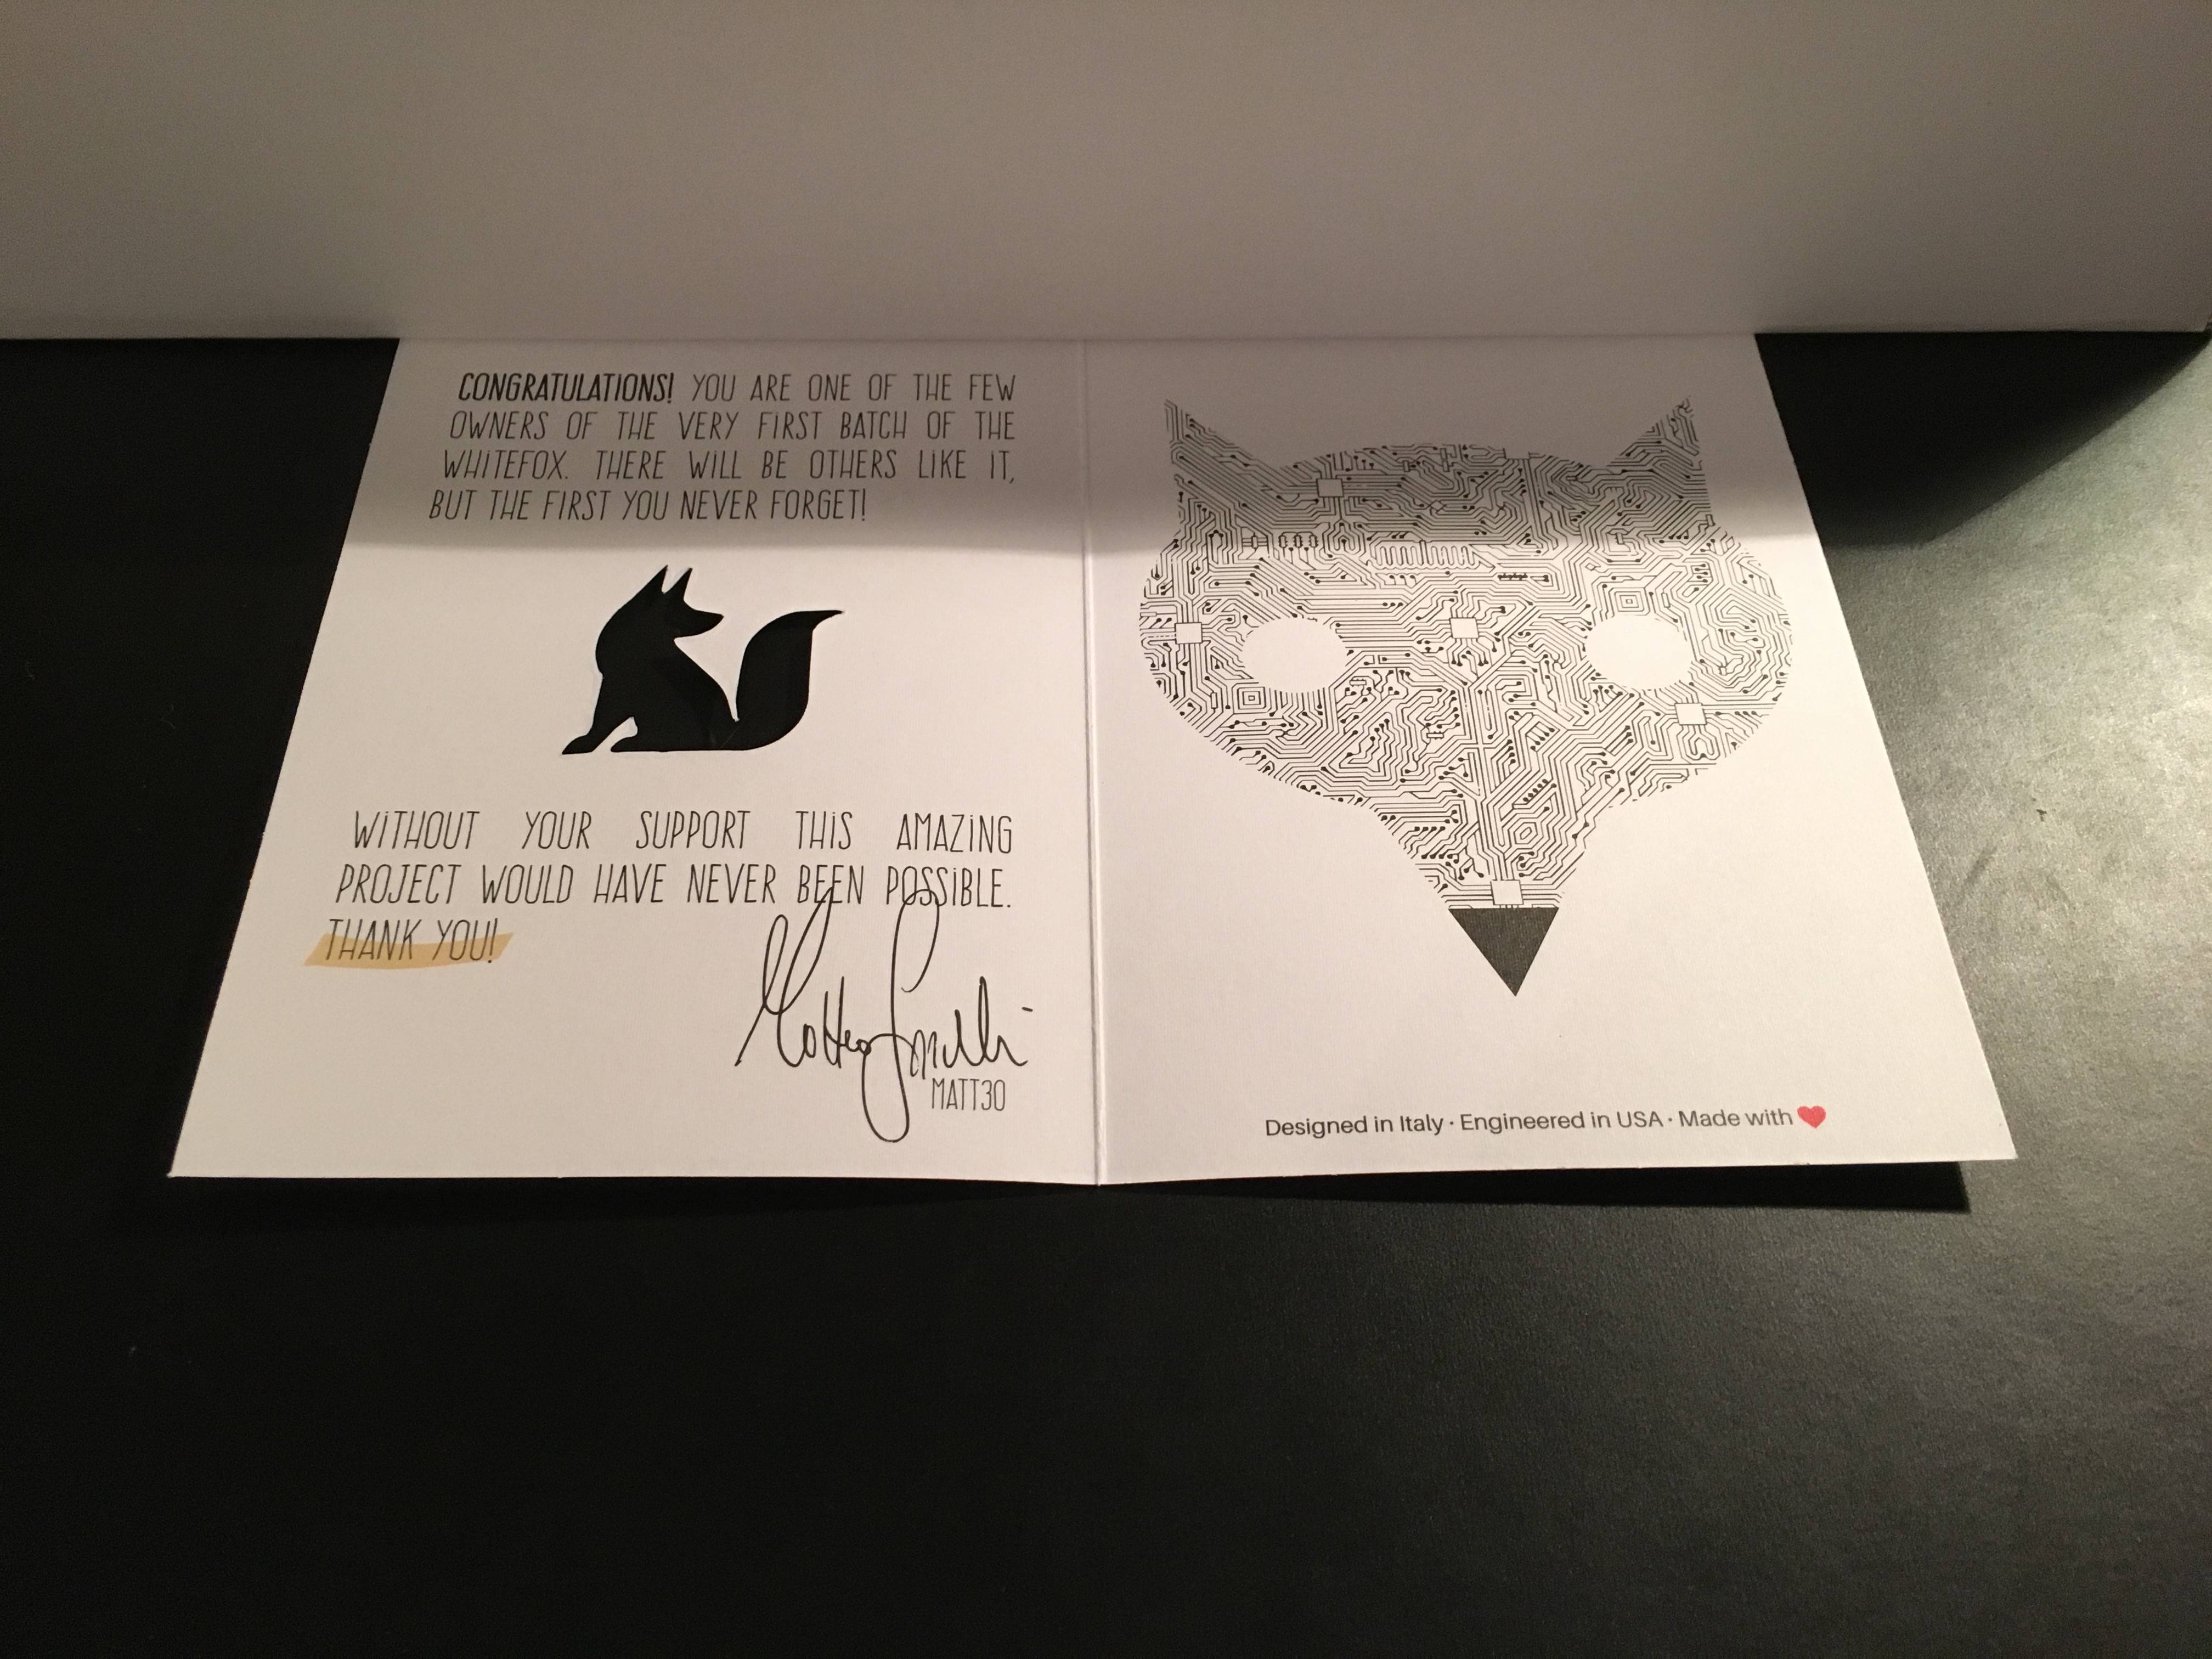 CONGRATULATIONS! YOU ARE ONE OF THE FEW
OWNERS OF THE VERY FIRST BATCH OF THE
WHITEFOX. THERE WILL BE OTHERS LIKE IT,
BUT THE FIRST YOU NEVER FORGET!
WITHOUT YOUR SUPPORT THIS AMAZING
PROJECT WOULD HAVE NEVER BEEN POSSIBLE.
THANK YOU!
MATT30
Designed in Italy · Engineered in USA · Made with ❤